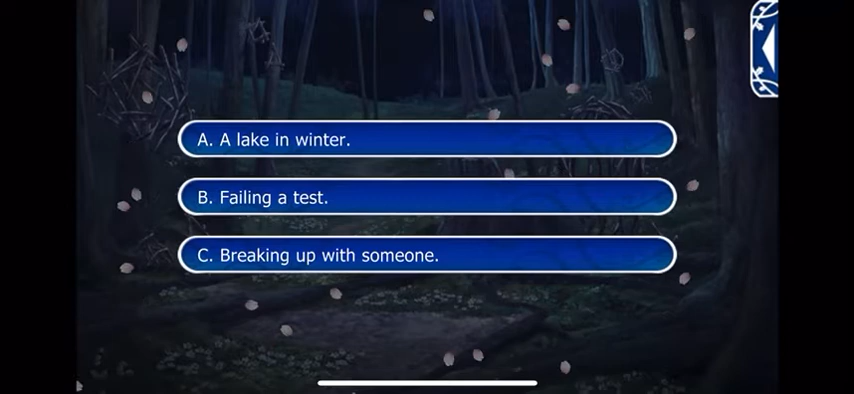 A. A lake in winter.
B. Failing a test.
C. Breaking up with someone.